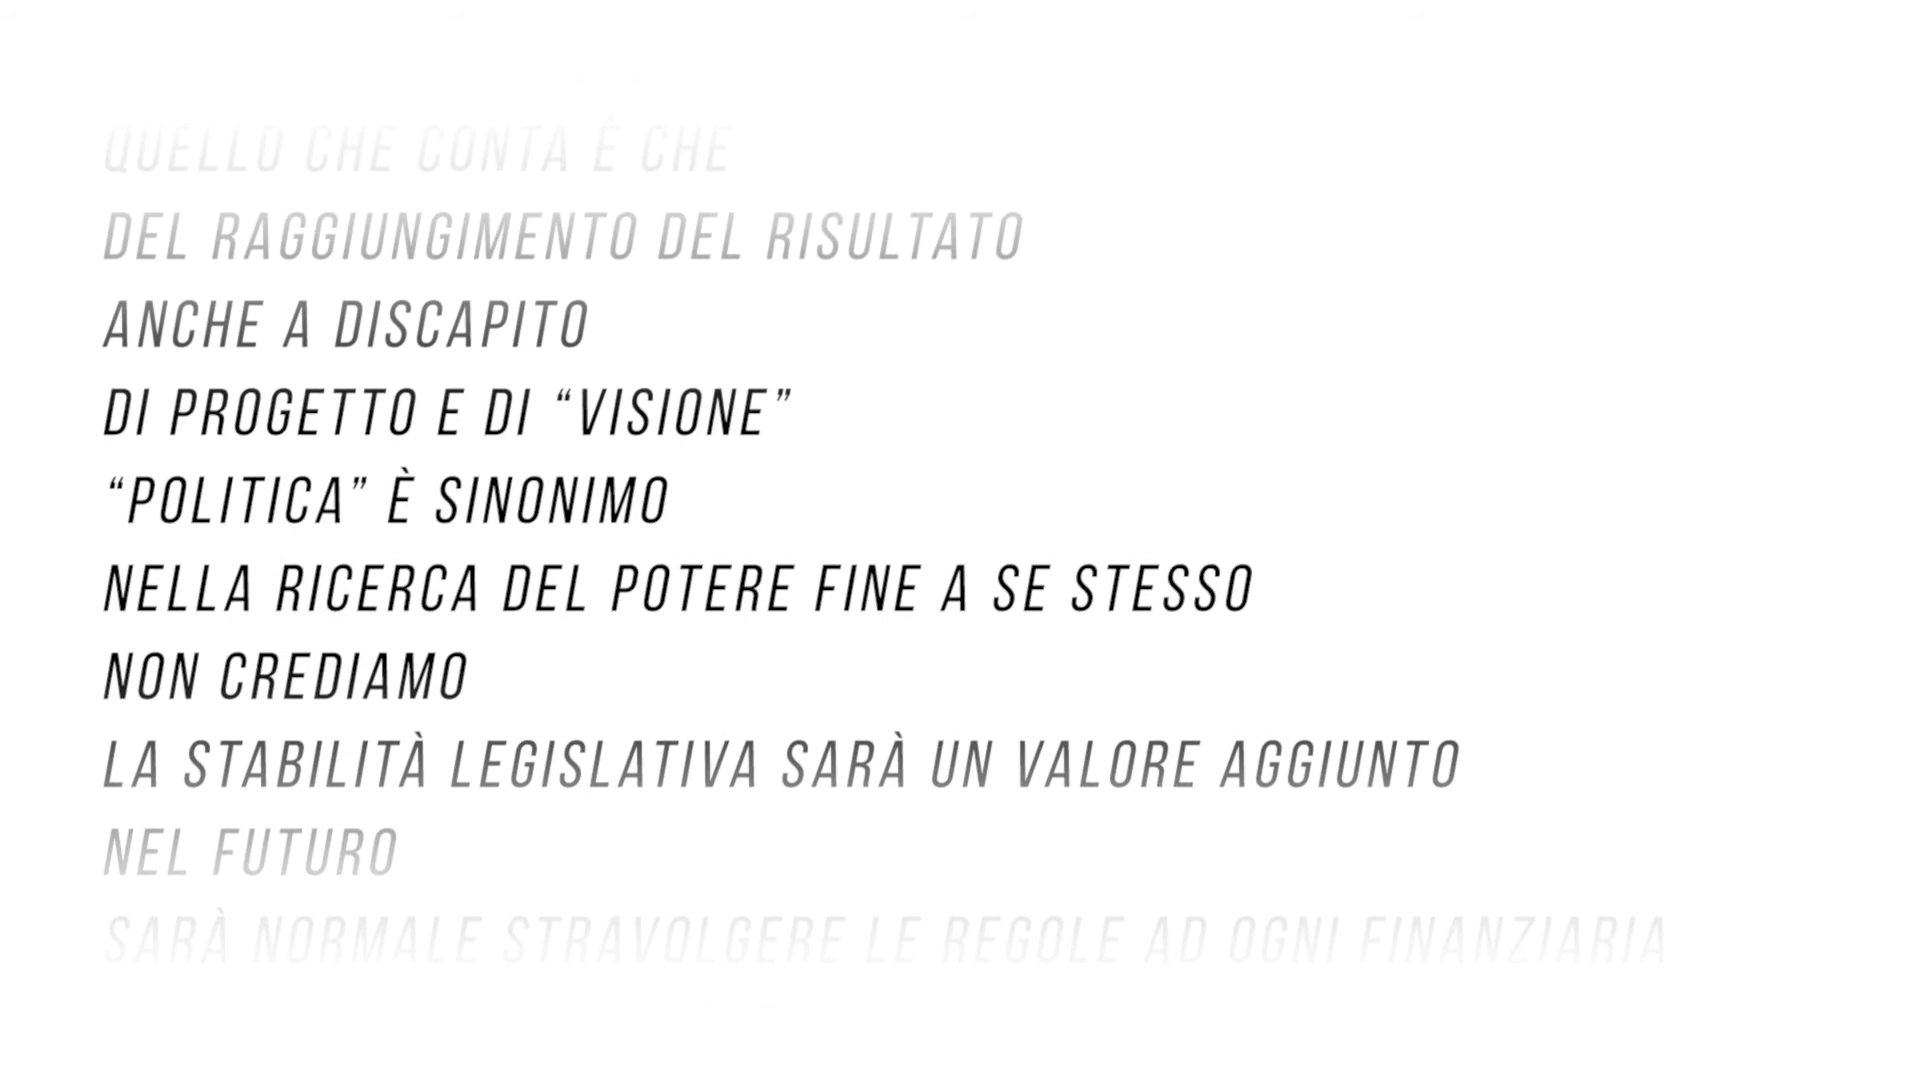 QUELLO CHE CONTA È CHE
DEL RAGGIUNGIMENTO DEL RISULTATO
ANCHE A DISCAPITO
DI PROGETTO E DI “VISIONE”
“POLITICA” È SINONIMO
NELLA RICERCA DEL POTERE FINE A SE STESSO
NON CREDIAMO
LA STABILITÀ LEGISLATIVA SARÀ UN VALORE AGGIUNTO
NEL FUTURO
SARÀ NORMALE STRAVOLGERE LE REGOLE AD OGNI FINANZIARIA